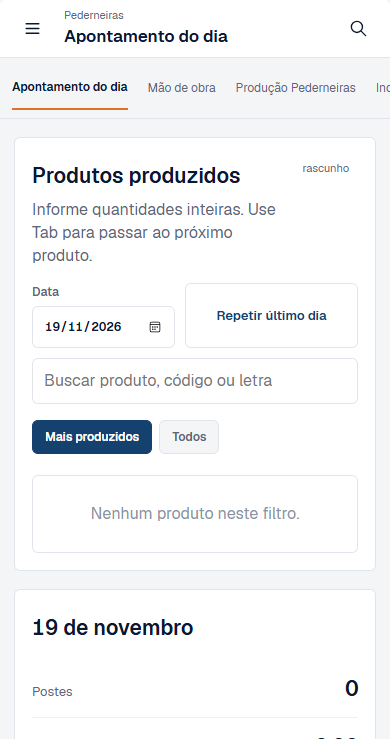 Pederneiras
Apontamento do dia
Apontamento do dia
Mão de obra
Produção Pederneiras
Produtos produzidos
rascunho
Informe quantidades inteiras. Use
Tab para passar ao próximo
produto.
Data
19/11/2026
Repetir último dia
Buscar produto, código ou letra
Mais produzidos
Todos
Nenhum produto neste filtro.
19 de novembro
Postes
0